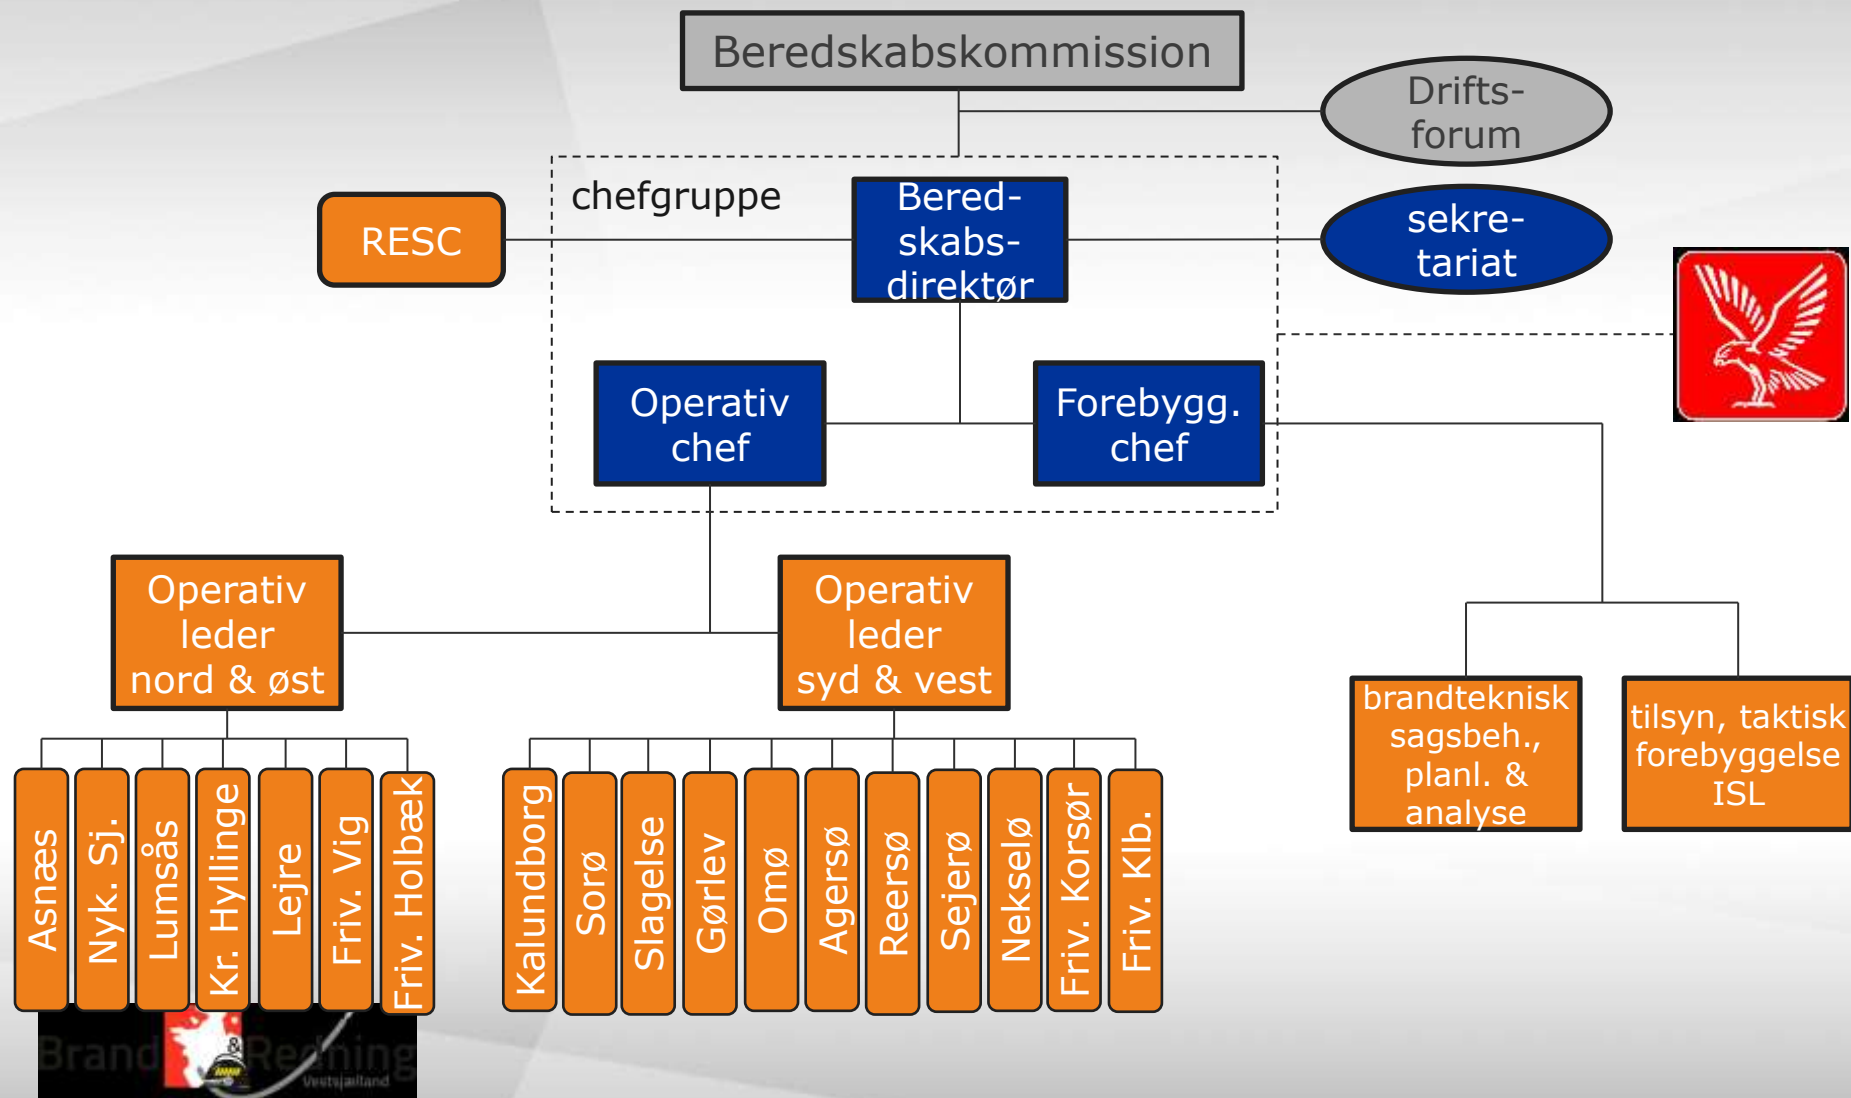 Beredskabskommission
Drifts-
forum
chefgruppe
RESC
Bered-
skabs-
direktør
sekre-
tariat
Operativ
chef
Forebygg.
chef
Operativ
leder
nord & øst
Operativ
leder
syd & vest
brandteknisk
sagsbeh.,
planl. &
analyse
tilsyn, taktisk
forebyggelse
ISL
Asnæs
Nyk. Sj.
Lumsås
Kr. Hyllinge
Lejre
Friv. Vig
Friv. Holbæk
Kalundborg
Sorø
Slagelse
Gørlev
Omø
Agersø
Reersø
Sejerø
Nekselø
Friv. Korsør
Friv. Klb.
Brand & Redning
Vestsjælland